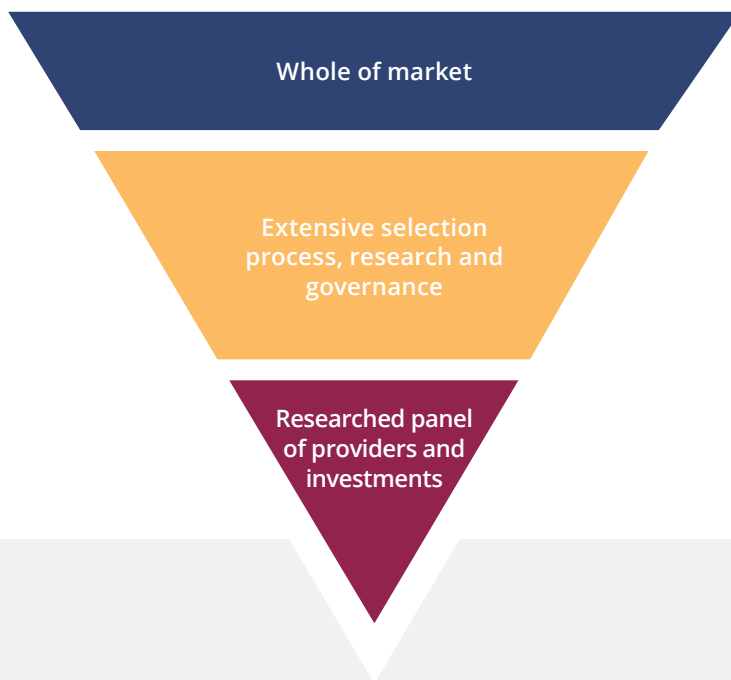 Whole of market
Extensive selection
process, research and
governance
Researched panel
of providers and
investments